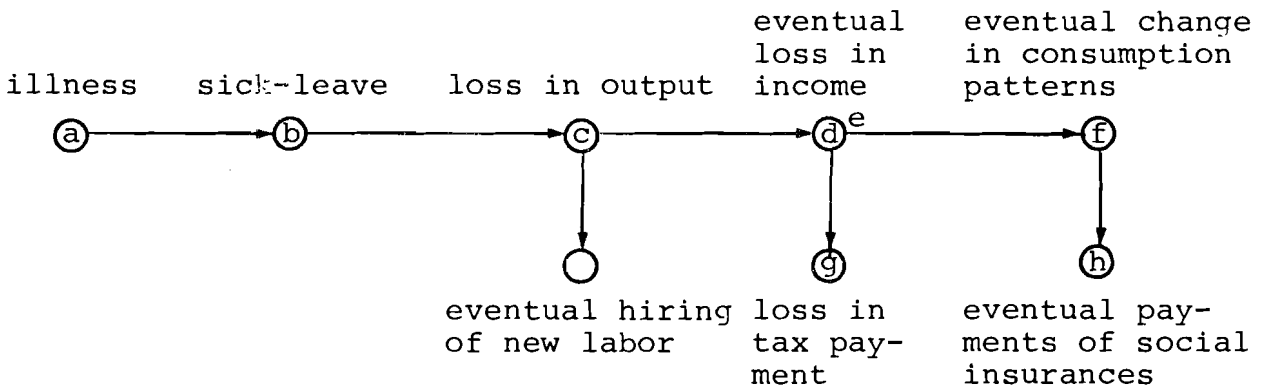 eventual eventual change
loss in in consumption
illness sick-leave loss in output income patterns
a b c d e f
g h
eventual hiring loss in eventual pay-
of new labor tax pay- ments of social
ment insurances